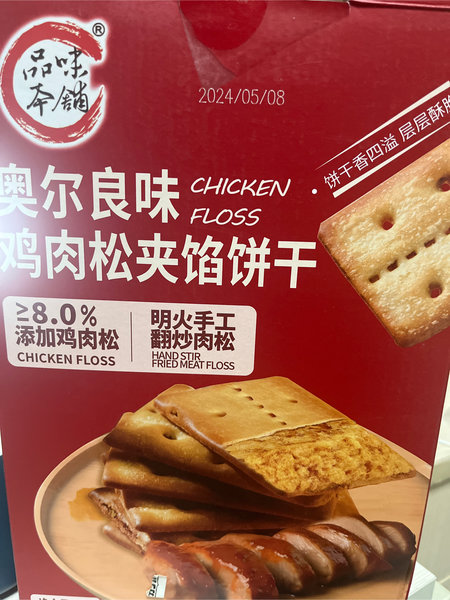 品味
本铺
®
2024/05/08
饼干香四溢 层层酥脆
奥尔良味
CHICKEN
FLOSS
鸡肉松夹馅饼干
≥8.0%
添加鸡肉松
CHICKEN FLOSS
明火手工
翻炒肉松
HAND STIR
FRIED MEAT FLOSS